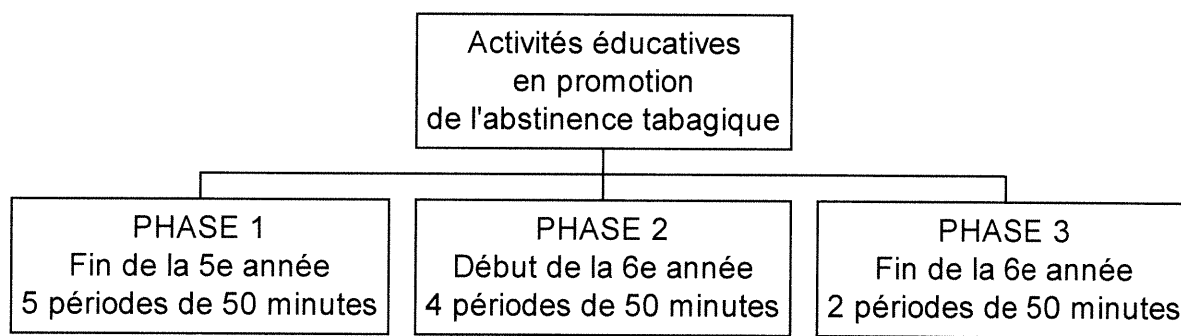 Activités éducatives
en promotion
de l'abstinence tabagique
PHASE 1
Fin de la 5e année
5 périodes de 50 minutes
PHASE 2
Début de la 6e année
4 périodes de 50 minutes
PHASE 3
Fin de la 6e année
2 périodes de 50 minutes